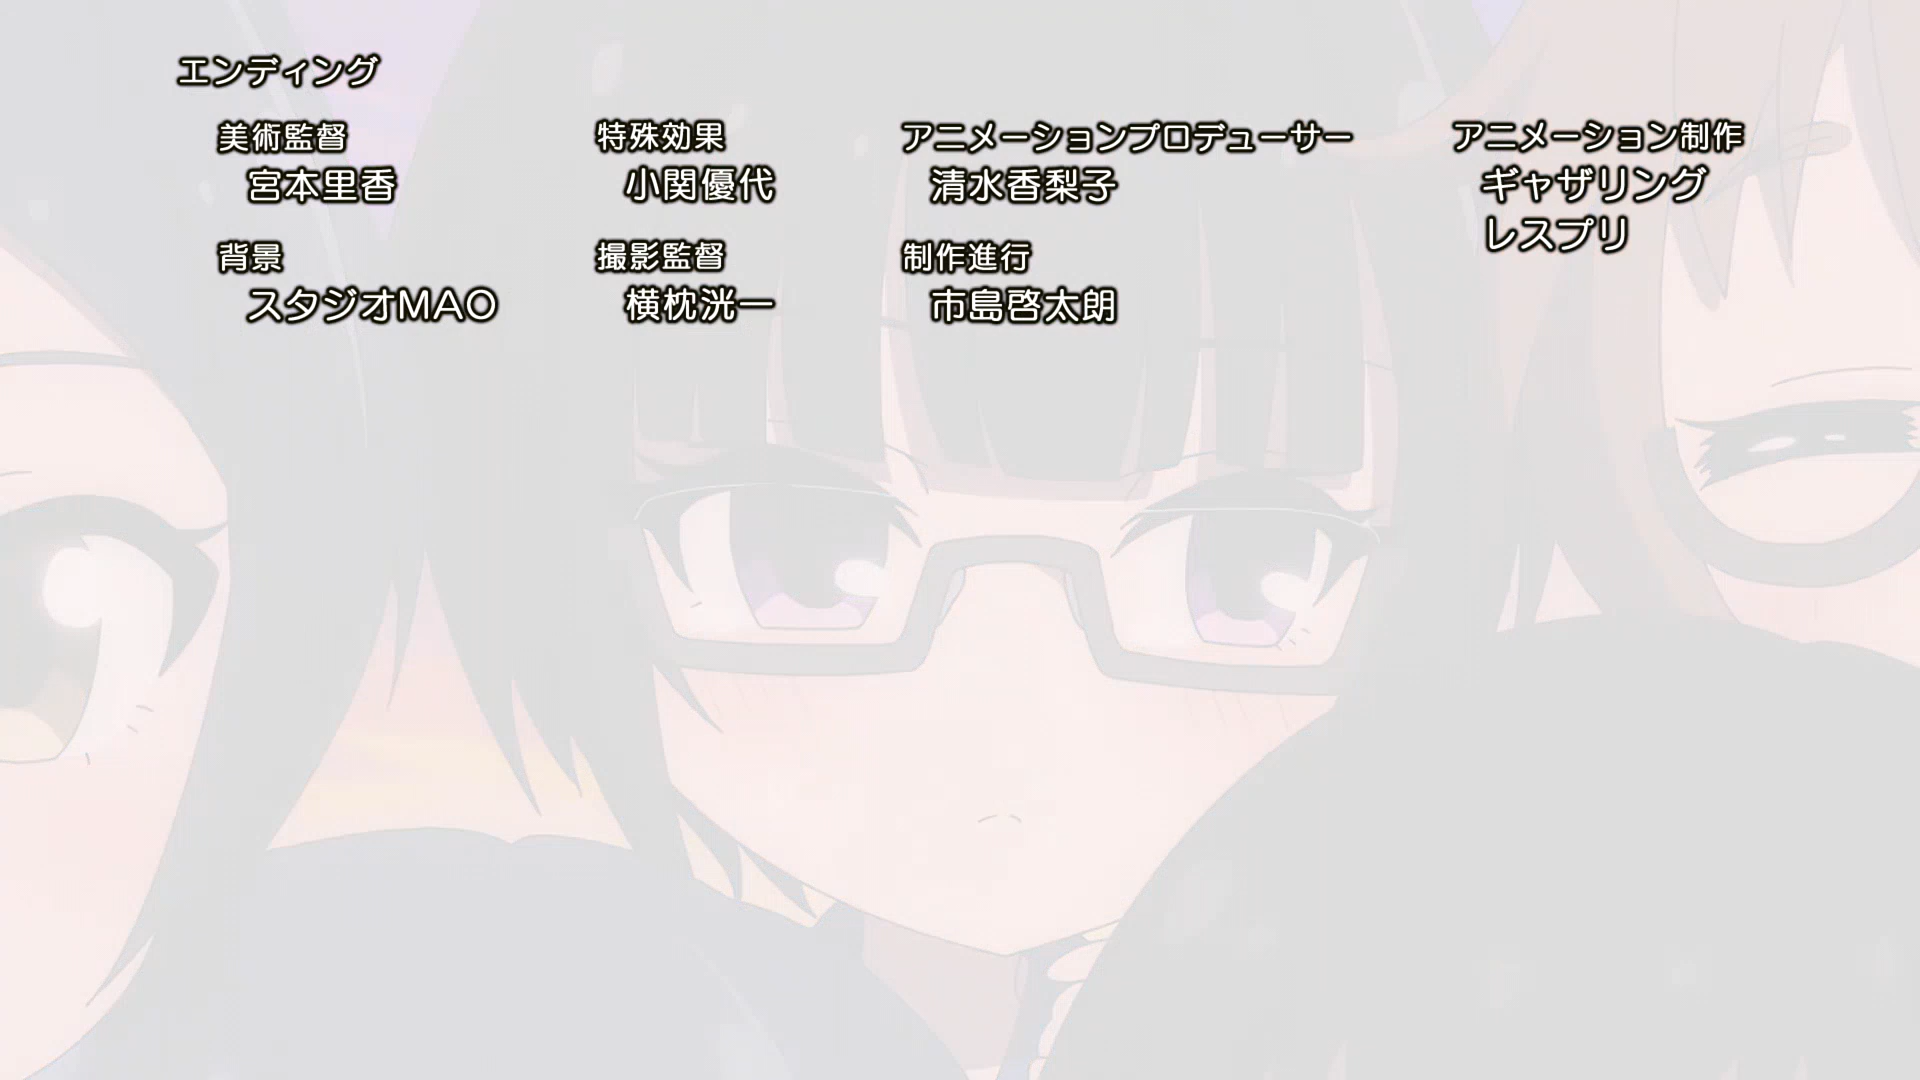 エンディング
美術監督
宮本里香
背景
スタジオMAO
特殊効果
小関優代
撮影監督
横枕洸一
アニメーションプロデューサー
清水香梨子
制作進行
市島啓太朗
アニメーション制作
ギャザリング
レスプリ